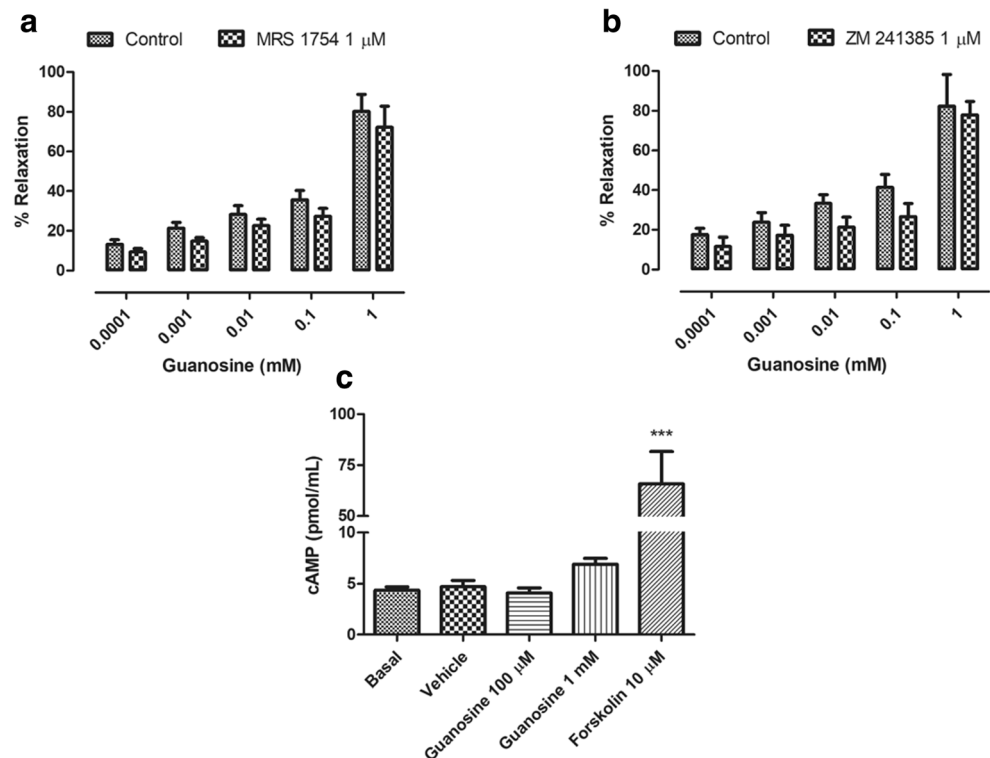 a
Control
MRS 1754 1 μM
100
80
60
40
20
0
% Relaxation
0.0001
0.001
0.01
0.1
1
Guanosine (mM)
b
Control
ZM 241385 1 μM
100
80
60
40
20
0
% Relaxation
0.0001
0.001
0.01
0.1
1
Guanosine (mM)
c
100
75
50
10
5
0
cAMP (pmol/mL)
***
Basal
Vehicle
Guanosine 100 μM
Guanosine 1 mM
Forskolin 10 μM